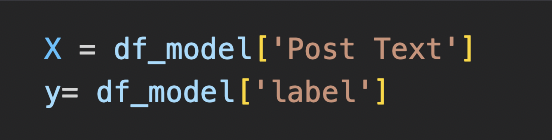 X = df_model['Post Text']
y= df_model['label']